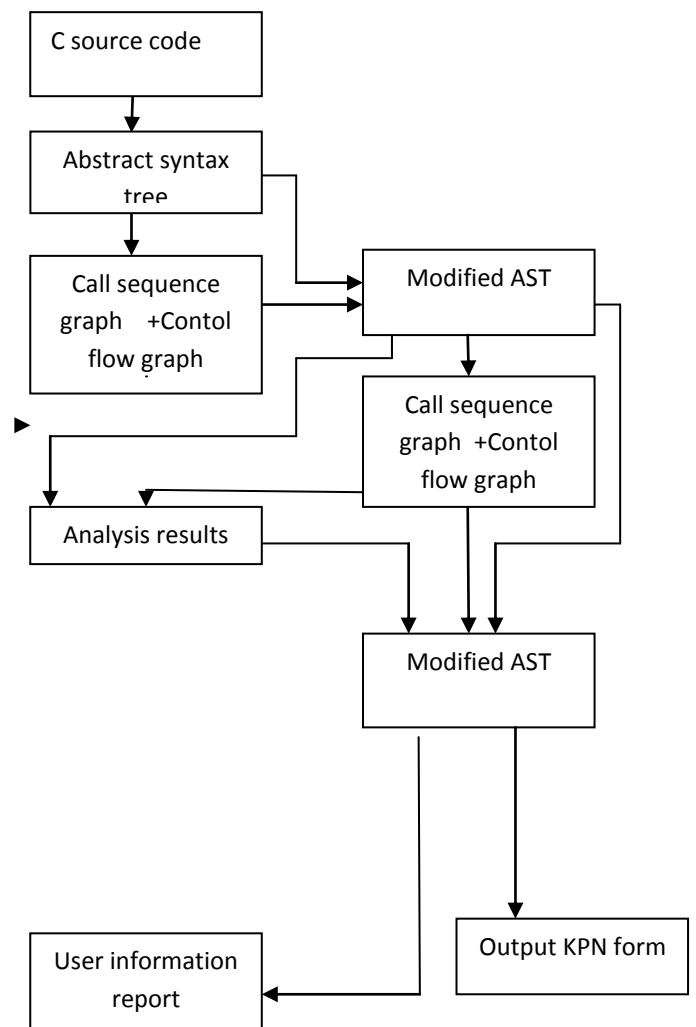 C source code
Abstract syntax
tree
Call sequence
graph +Contol
flow graph
Modified AST
Call sequence
graph +Contol
flow graph
Analysis results
Modified AST
User information
report
Output KPN form